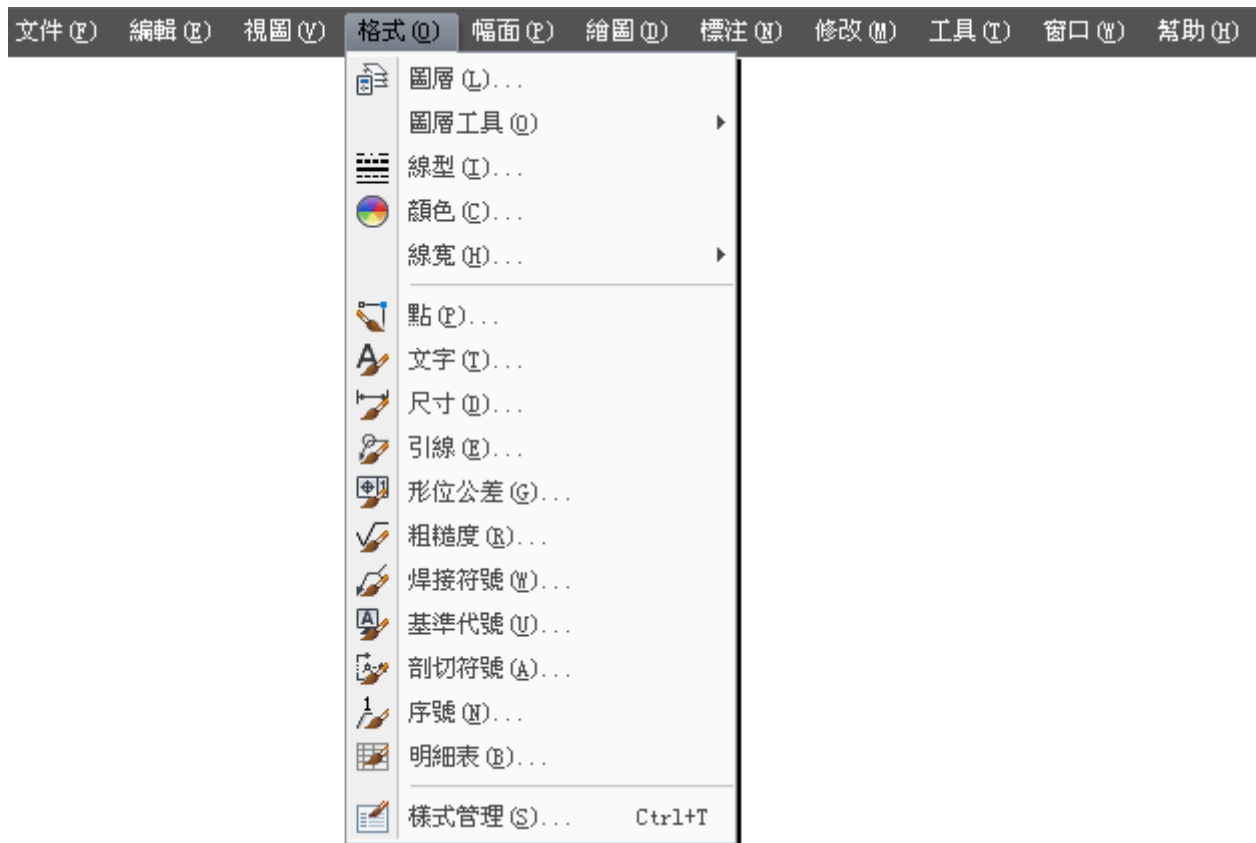 文件(F) 編輯(E) 視圖(V) 格式(O) 幅面(P) 繪圖(D) 標注(N) 修改(M) 工具(T) 窗口(W) 幫助(H)
圖層(L)...
圖層工具(O)
線型(I)...
顏色(C)...
線寬(H)...
點(P)...
文字(T)...
尺寸(D)...
引線(E)...
形位公差(G)...
粗糙度(R)...
焊接符號(W)...
基準代號(U)...
剖切符號(A)...
序號(N)...
明細表(B)...
樣式管理(S)... Ctrl+T